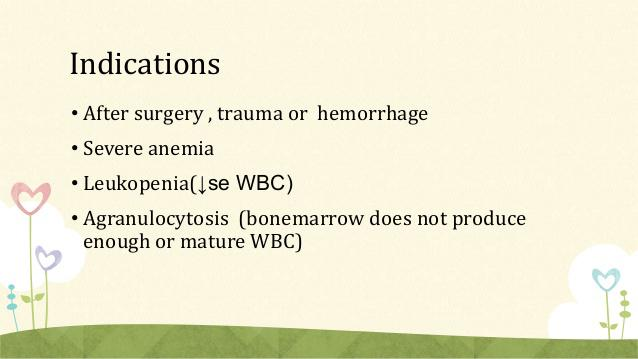 Indications
• After surgery , trauma or hemorrhage
• Severe anemia
• Leukopenia(↓se WBC)
• Agranulocytosis (bonemarrow does not produce
enough or mature WBC)